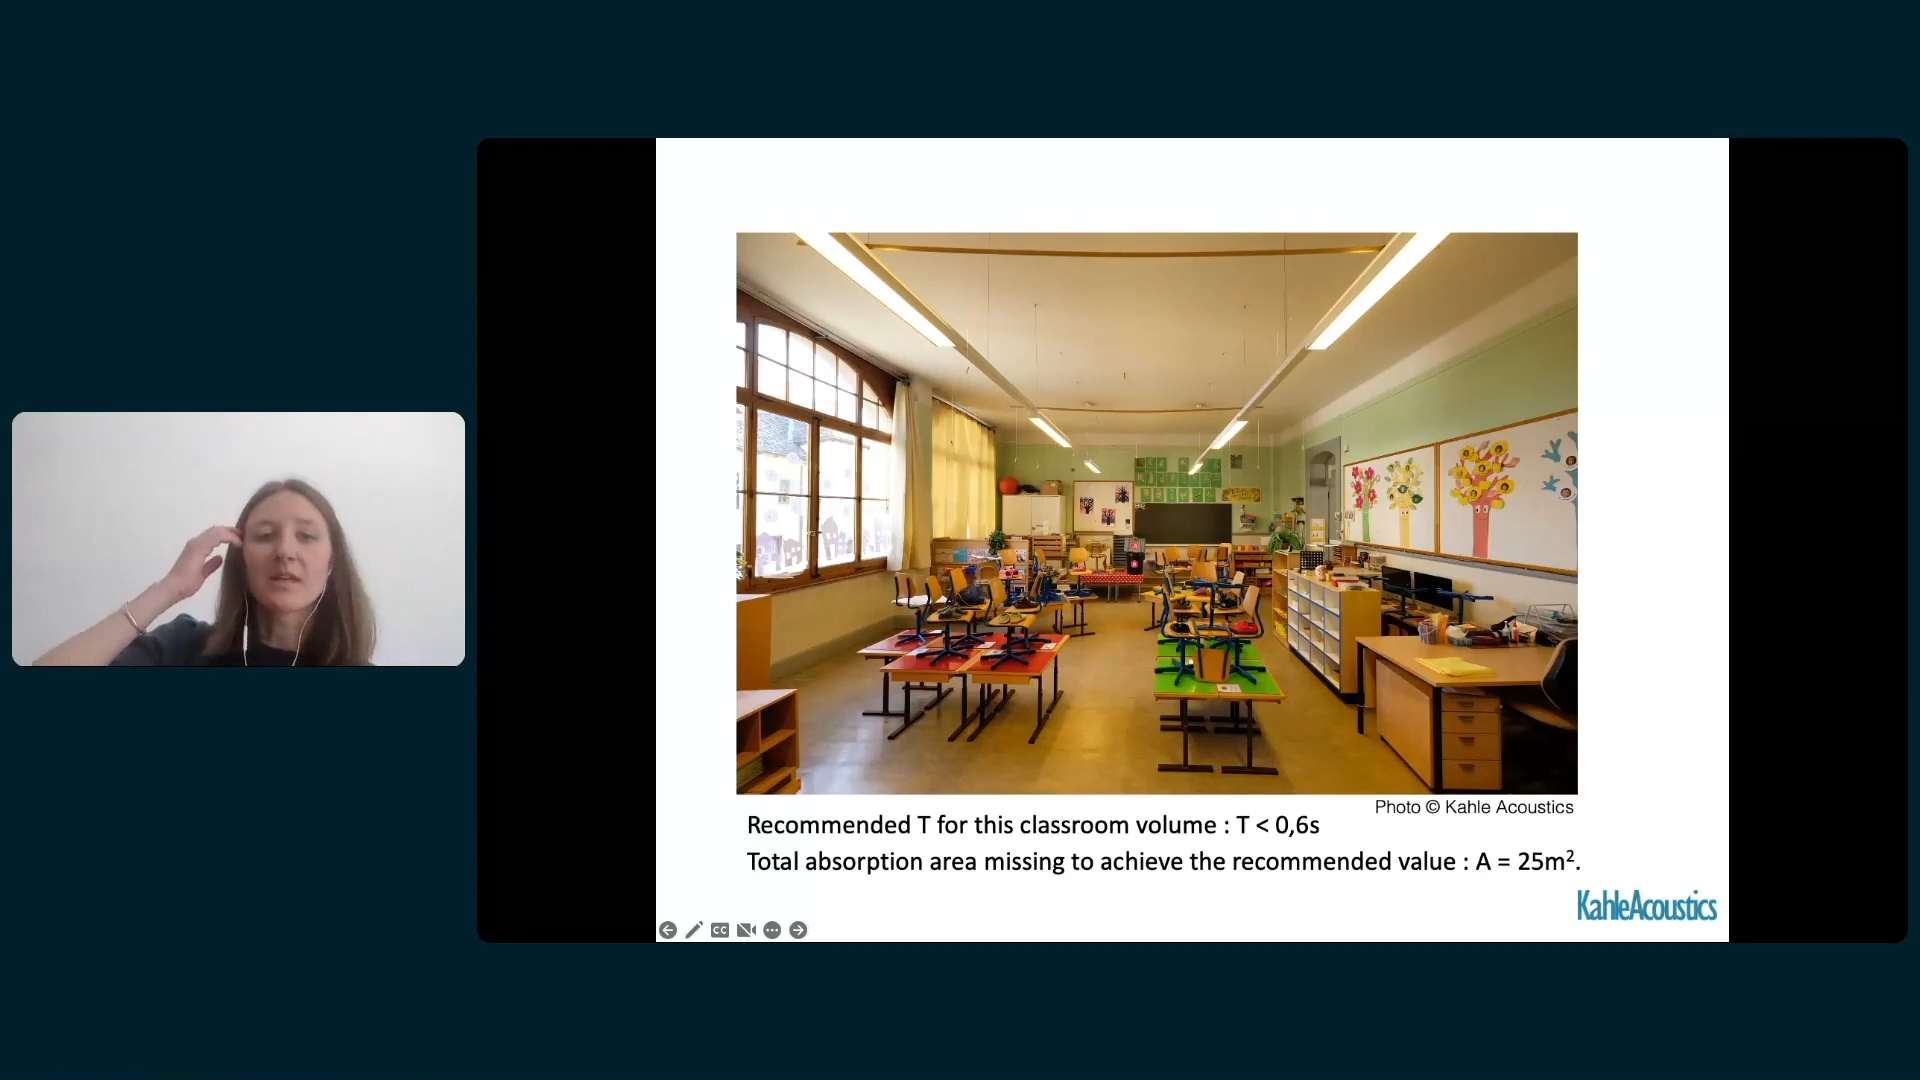 Photo © Kahle Acoustics
Recommended T for this classroom volume : T < 0,6s
Total absorption area missing to achieve the recommended value : A = 25m².
KahleAcoustics
CC